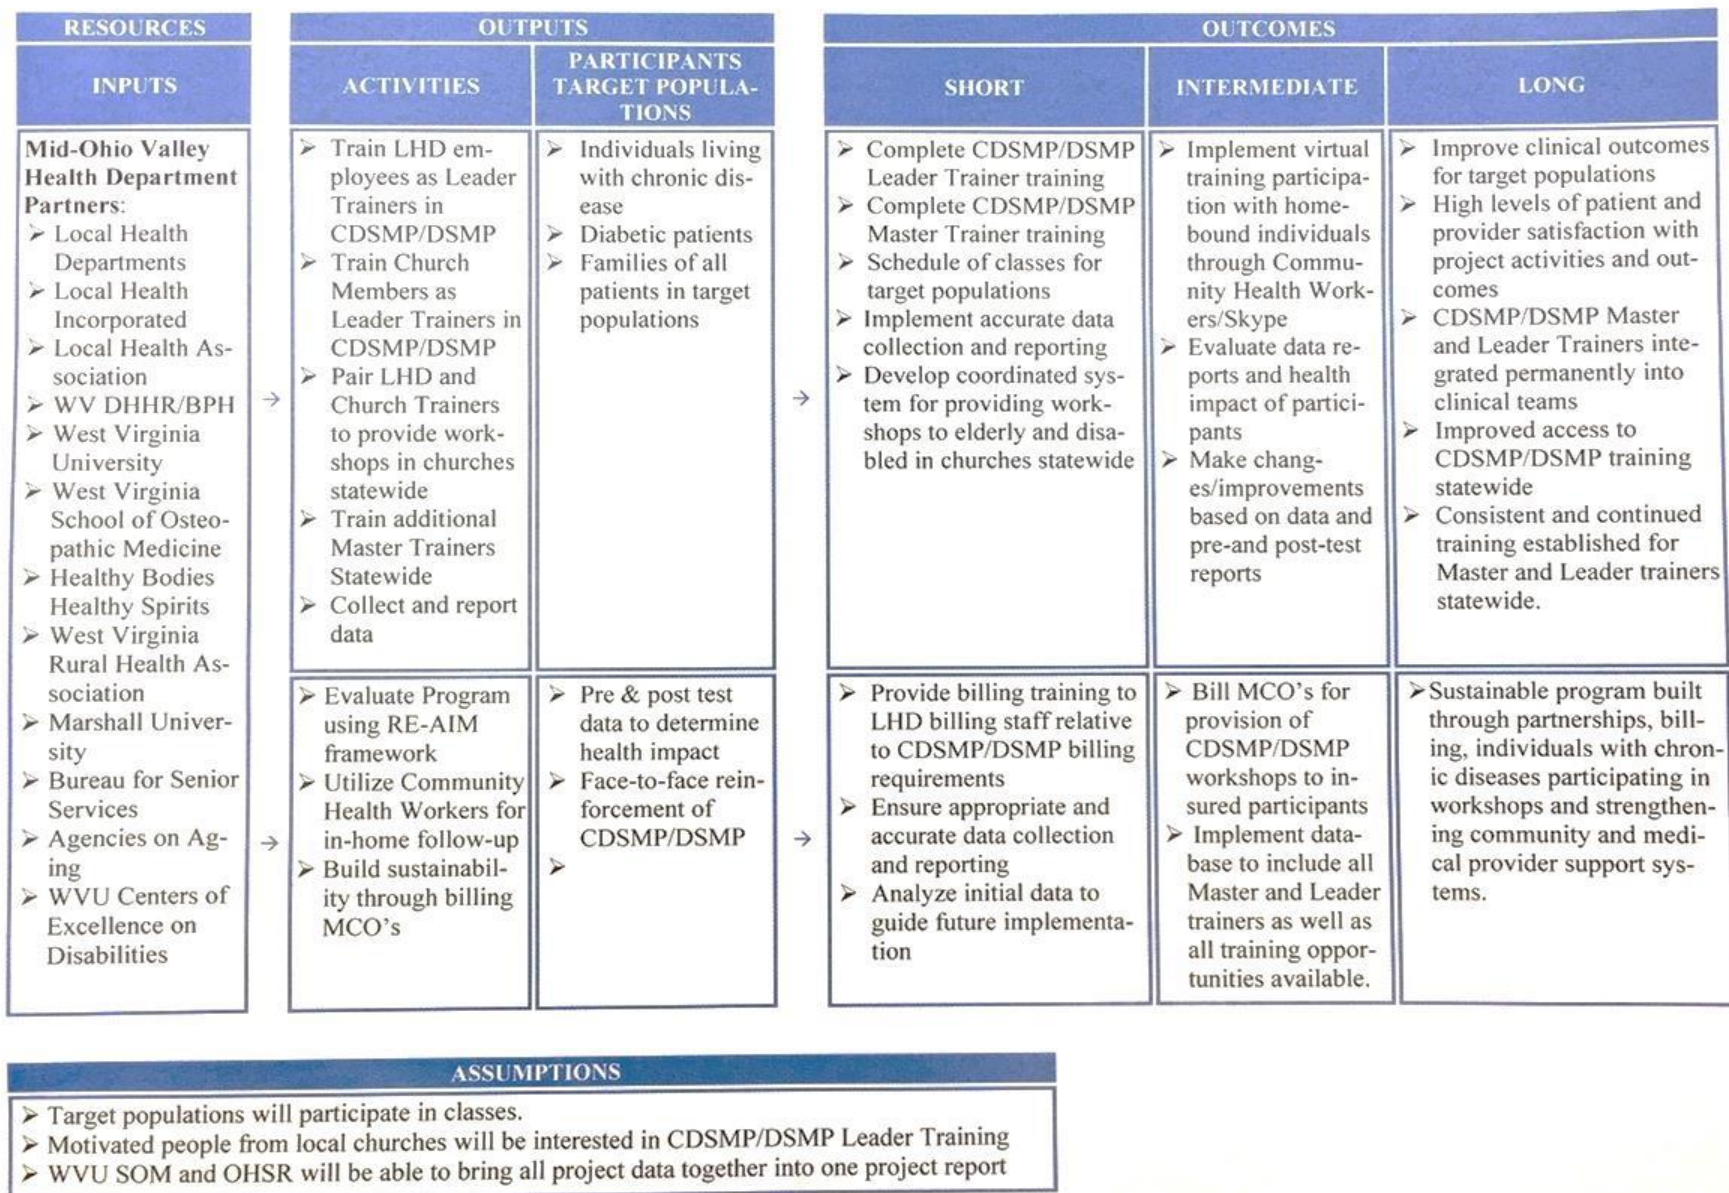 RESOURCES
INPUTS
Mid-Ohio Valley
Health Department
Partners:
➢ Local Health
Departments
➢ Local Health
Incorporated
➢ Local Health As-
sociation
➢ WV DHHR/BPH
➢ West Virginia
University
➢ West Virginia
School of Osteo-
pathic Medicine
➢ Healthy Bodies
Healthy Spirits
➢ West Virginia
Rural Health As-
sociation
➢ Marshall Univer-
sity
➢ Bureau for Senior
Services
➢ Agencies on Ag-
ing
➢ WVU Centers of
Excellence on
Disabilities
→
→
OUTPUTS
ACTIVITIES
➢ Train LHD em-
ployees as Leader
Trainers in
CDSMP/DSMP
➢ Train Church
Members as
Leader Trainers in
CDSMP/DSMP
➢ Pair LHD and
Church Trainers
to provide work-
shops in churches
statewide
➢ Train additional
Master Trainers
Statewide
➢ Collect and report
data
PARTICIPANTS
TARGET POPULA-
TIONS
➢ Individuals living
with chronic dis-
ease
➢ Diabetic patients
➢ Families of all
patients in target
populations
➢ Evaluate Program
using RE-AIM
framework
➢ Utilize Community
Health Workers for
in-home follow-up
➢ Build sustainabil-
ity through billing
MCO's
➢ Pre & post test
data to determine
health impact
➢ Face-to-face rein-
forcement of
CDSMP/DSMP
➢
→
→
OUTCOMES
SHORT
➢ Complete CDSMP/DSMP
Leader Trainer training
➢ Complete CDSMP/DSMP
Master Trainer training
➢ Schedule of classes for
target populations
➢ Implement accurate data
collection and reporting
➢ Develop coordinated sys-
tem for providing work-
shops to elderly and disa-
bled in churches statewide
INTERMEDIATE
➢ Implement virtual
training participa-
tion with home-
bound individuals
through Commu-
nity Health Work-
ers/Skype
➢ Evaluate data re-
ports and health
impact of partici-
pants
➢ Make chang-
es/improvements
based on data and
pre-and post-test
reports
LONG
➢ Improve clinical outcomes
for target populations
➢ High levels of patient and
provider satisfaction with
project activities and out-
comes
➢ CDSMP/DSMP Master
and Leader Trainers inte-
grated permanently into
clinical teams
➢ Improved access to
CDSMP/DSMP training
statewide
➢ Consistent and continued
training established for
Master and Leader trainers
statewide.
➢ Provide billing training to
LHD billing staff relative
to CDSMP/DSMP billing
requirements
➢ Ensure appropriate and
accurate data collection
and reporting
➢ Analyze initial data to
guide future implementa-
tion
➢ Bill MCO's for
provision of
CDSMP/DSMP
workshops to in-
sured participants
➢ Implement data-
base to include all
Master and Leader
trainers as well as
all training oppor-
tunities available.
➢Sustainable program built
through partnerships, bill-
ing, individuals with chron-
ic diseases participating in
workshops and strengthen-
ing community and medi-
cal provider support sys-
tems.
ASSUMPTIONS
➢ Target populations will participate in classes.
➢ Motivated people from local churches will be interested in CDSMP/DSMP Leader Training
➢ WVU SOM and OHSR will be able to bring all project data together into one project report